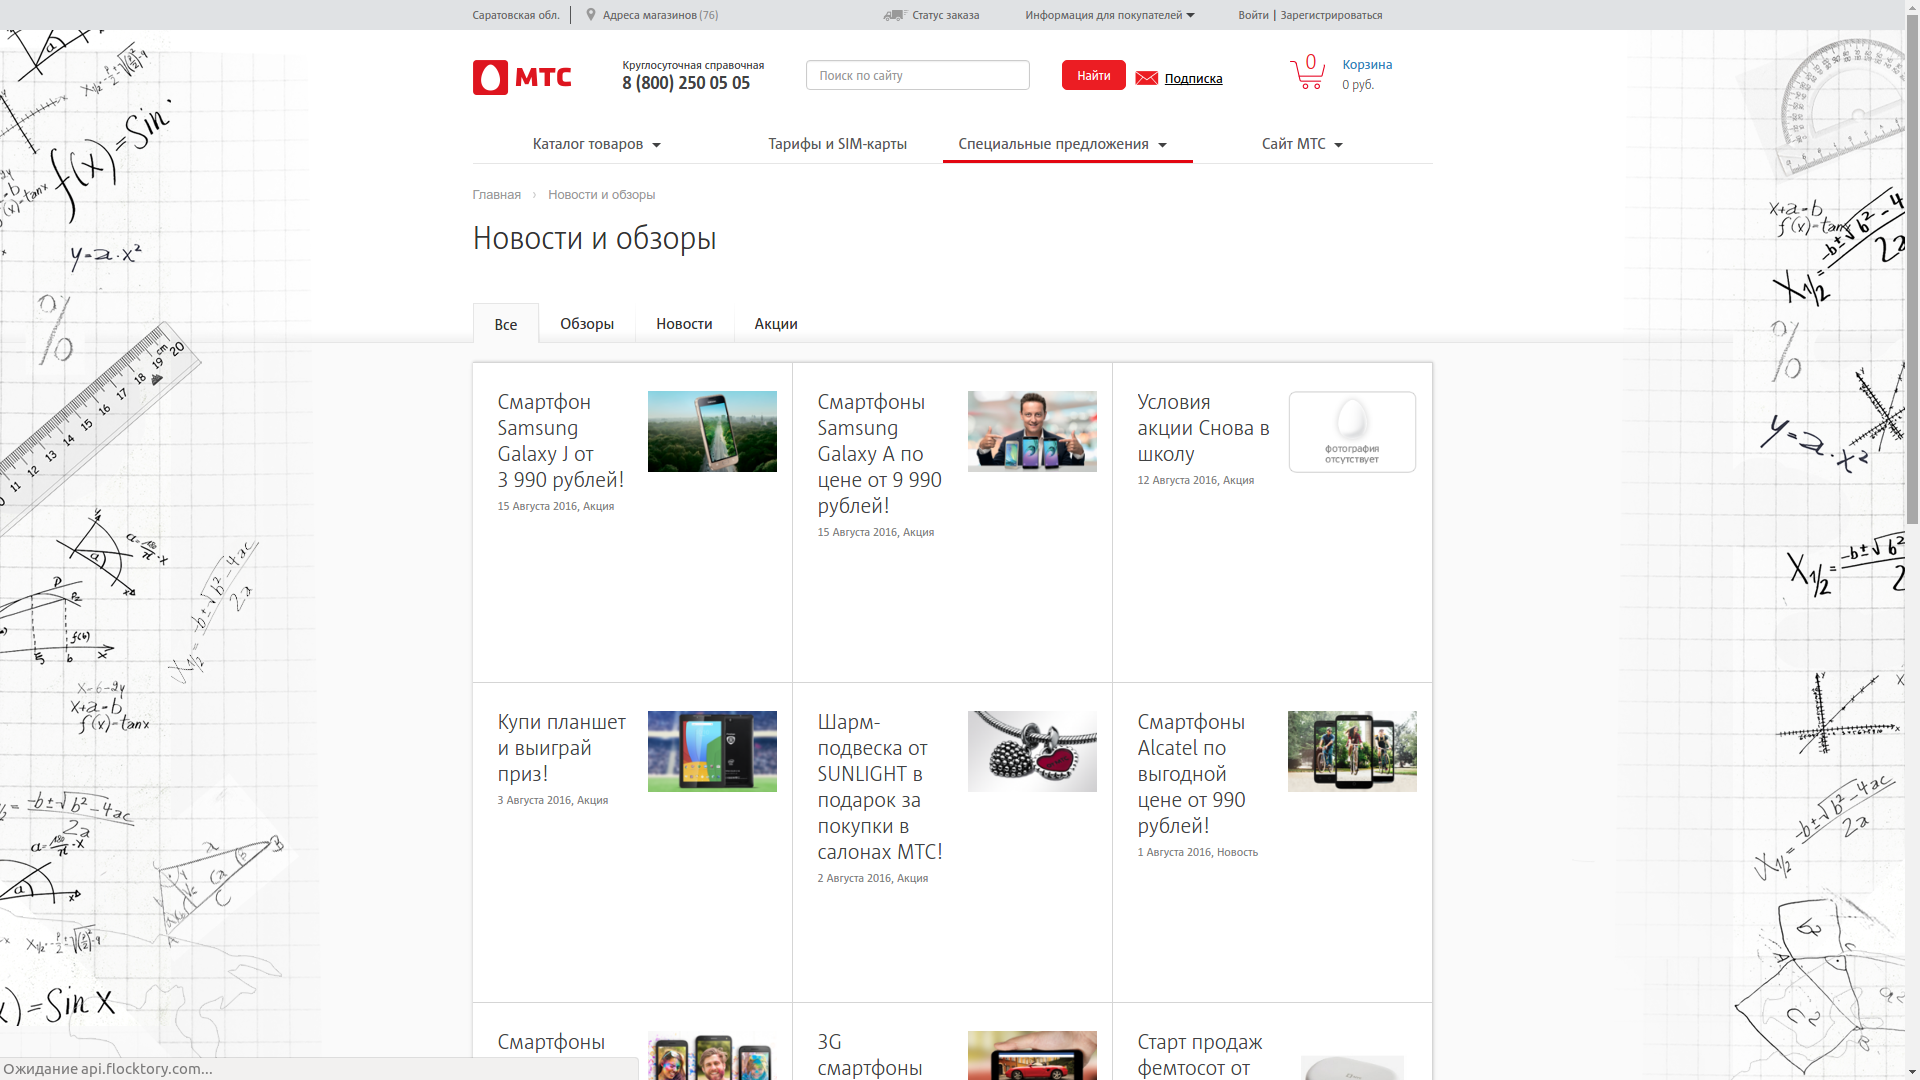 Саратовская обл.
Адреса магазинов (76)
Статус заказа
Информация для покупателей
Войти | Зарегистрироваться
МТС
Круглосуточная справочная
8 (800) 250 05 05
Поиск по сайту
Найти
Подписка
0
Корзина
0 руб.
Каталог товаров
Тарифы и SIM-карты
Специальные предложения
Сайт МТС
Главная › Новости и обзоры
Новости и обзоры
Все
Обзоры
Новости
Акции
Смартфон
Samsung
Galaxy J от
3 990 рублей!
15 Августа 2016, Акция
Смартфоны
Samsung
Galaxy A по
цене от 9 990
рублей!
15 Августа 2016, Акция
Условия
акции Снова в
школу
12 Августа 2016, Акция
фотография
отсутствует
Купи планшет
и выиграй
приз!
3 Августа 2016, Акция
Шарм-
подвеска от
SUNLIGHT в
подарок за
покупки в
салонах МТС!
2 Августа 2016, Акция
Смартфоны
Alcatel по
выгодной
цене от 990
рублей!
1 Августа 2016, Новость
Смартфоны
3G
смартфоны
Старт продаж
фемтосот от
Ожидание api.flocktory.com...